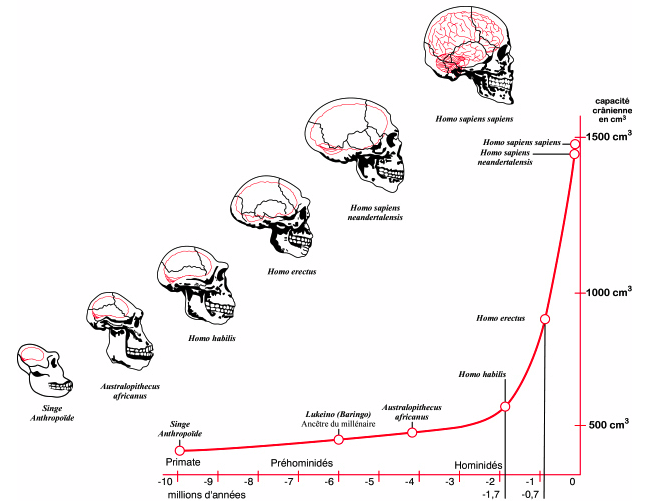 Homo sapiens sapiens
Homo sapiens
neandertalensis
Homo erectus
Homo habilis
Australopithecus
africanus
Singe
Anthropoïde
capacité
crânienne
en cm³
1500 cm³
1000 cm³
500 cm³
Homo sapiens sapiens
Homo sapiens
neandertalensis
Homo erectus
Homo habilis
Australopithecus
africanus
Lukeino (Baringo)
Ancêtre du millénaire
Singe
Anthropoïde
Primate
Préhominidés
Hominidés
-10 -9 -8 -7 -6 -5 -4 -3 -2 -1 0
millions d'années
-1,7
-0,7